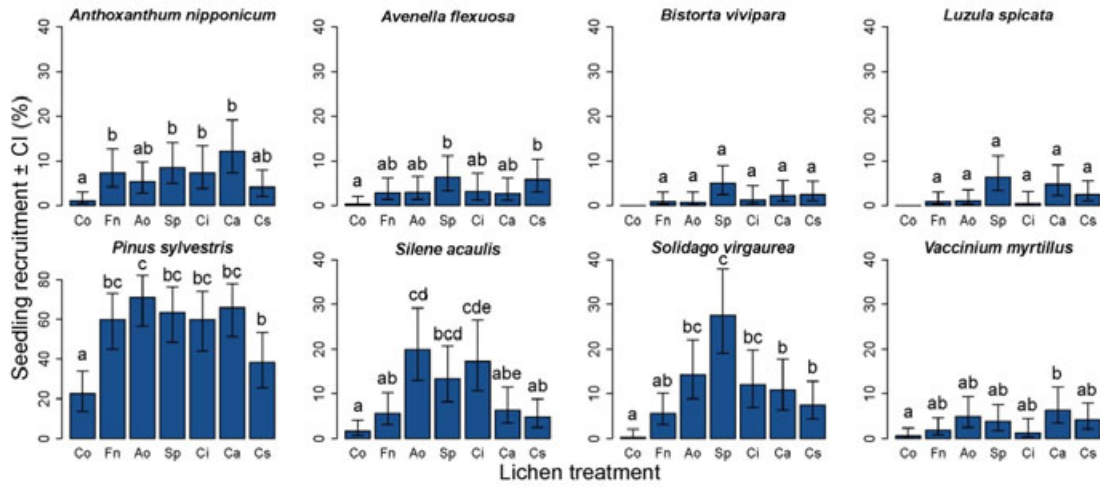 Anthoxanthum nipponicum
Avenella flexuosa
Bistorta vivipara
Luzula spicata
Seedling recruitment ± CI (%)
40
30
20
10
0
a
b
ab
b
b
b
ab
Co Fn Ao Sp Ci Ca Cs
40
30
20
10
0
a
ab
ab
b
ab
ab
b
Co Fn Ao Sp Ci Ca Cs
40
30
20
10
0
a
a
a
a
a
a
Co Fn Ao Sp Ci Ca Cs
40
30
20
10
0
a
a
a
a
a
a
Co Fn Ao Sp Ci Ca Cs
Pinus sylvestris
Silene acaulis
Solidago virgaurea
Vaccinium myrtillus
80
60
40
20
0
a
bc
c
bc
bc
bc
b
Co Fn Ao Sp Ci Ca Cs
40
30
20
10
0
a
ab
cd
bcd
cde
abe
ab
Co Fn Ao Sp Ci Ca Cs
40
30
20
10
0
a
ab
bc
c
bc
b
b
Co Fn Ao Sp Ci Ca Cs
40
30
20
10
0
a
ab
ab
ab
ab
b
ab
Co Fn Ao Sp Ci Ca Cs
Lichen treatment